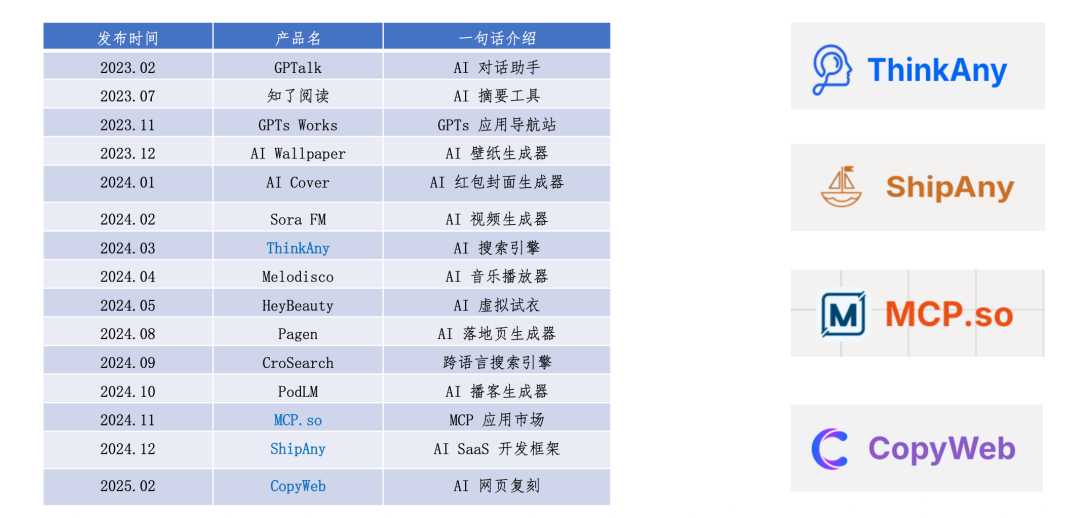 发布时间 产品名 一句话介绍
2023.02 GPTalk AI 对话助手
2023.07 知了阅读 AI 摘要工具
2023.11 GPTs Works GPTs 应用导航站
2023.12 AI Wallpaper AI 壁纸生成器
2024.01 AI Cover AI 红包封面生成器
2024.02 Sora FM AI 视频生成器
2024.03 ThinkAny AI 搜索引擎
2024.04 Melodisco AI 音乐播放器
2024.05 HeyBeauty AI 虚拟试衣
2024.08 Pagen AI 落地页生成器
2024.09 CroSearch 跨语言搜索引擎
2024.10 PodLM AI 播客生成器
2024.11 MCP.so MCP 应用市场
2024.12 ShipAny AI SaaS 开发框架
2025.02 CopyWeb AI 网页复刻
ThinkAny
ShipAny
M MCP.so
CopyWeb